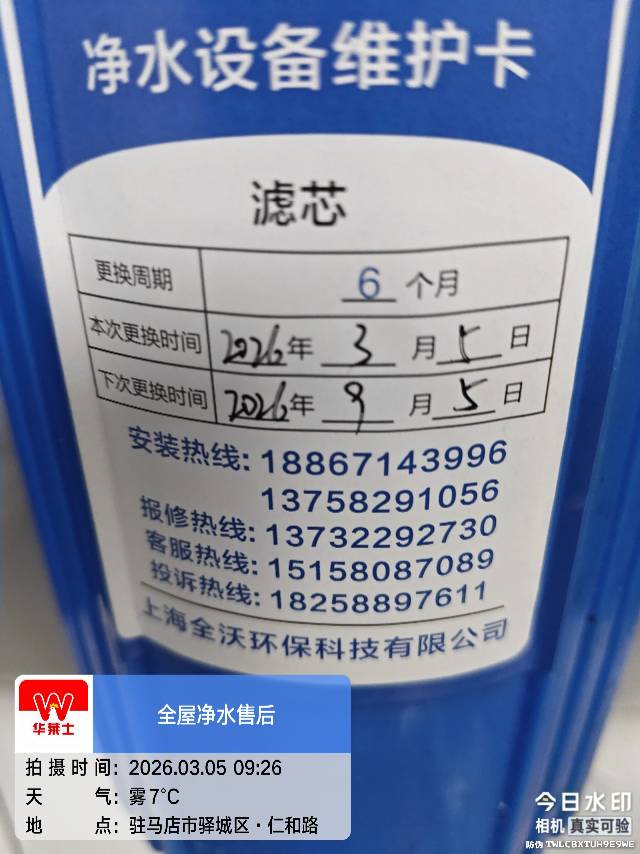 净水设备维护卡
滤芯
更换周期 6 个月
本次更换时间 2026年 3 月 5 日
下次更换时间 2026年 9 月 5 日
安装热线: 18867143996
13758291056
报修热线: 13732292730
客服热线: 15158087089
投诉热线: 18258897611
上海全沃环保科技有限公司
华莱士
全屋净水售后
拍摄时间: 2026.03.05 09:26
天气: 雾 7°C
地点: 驻马店市驿城区·仁和路
今日水印
相机 真实可验
防伪 TWLCBXTUH9E9WE